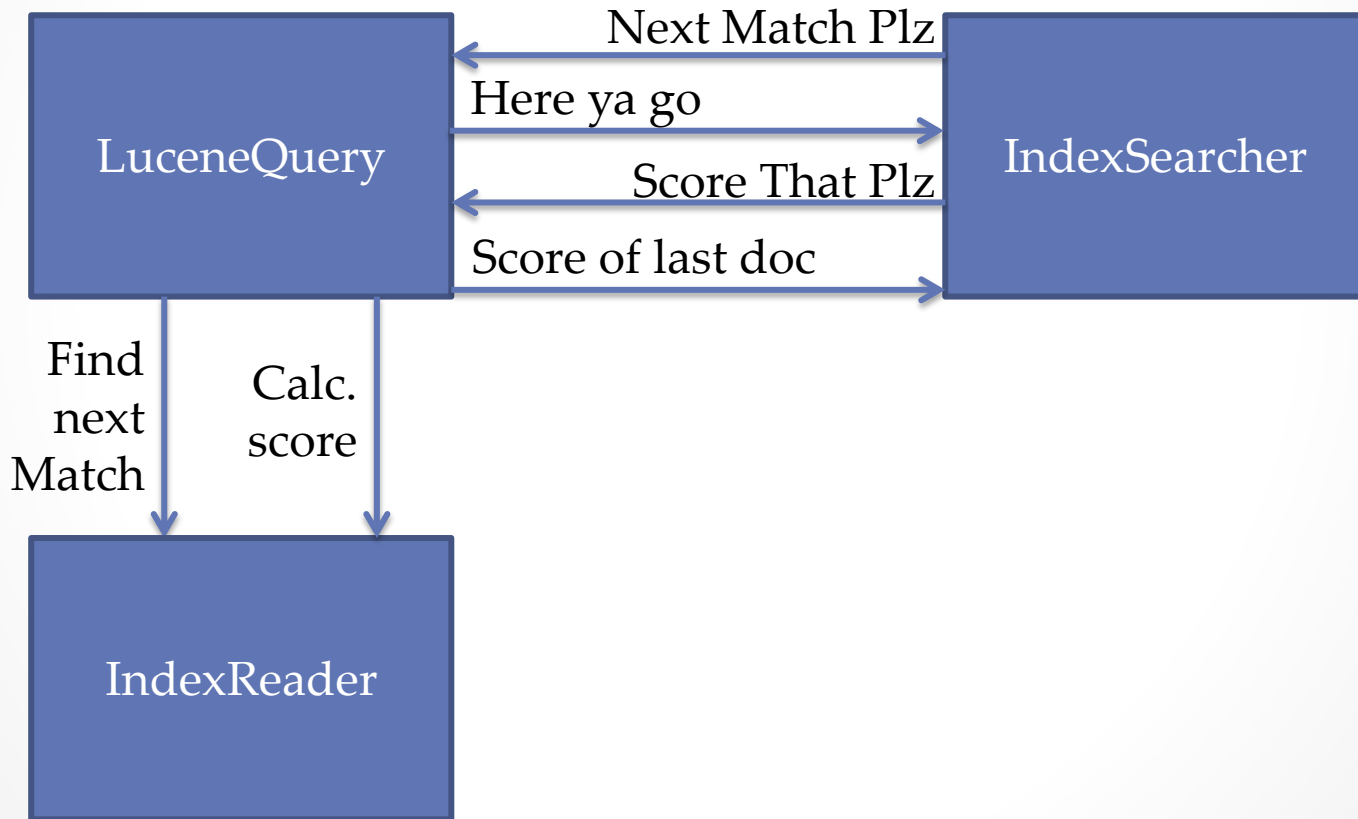 Next Match Plz
Here ya go
LuceneQuery
IndexSearcher
Score That Plz
Score of last doc
Find
next
Match
Calc.
score
IndexReader